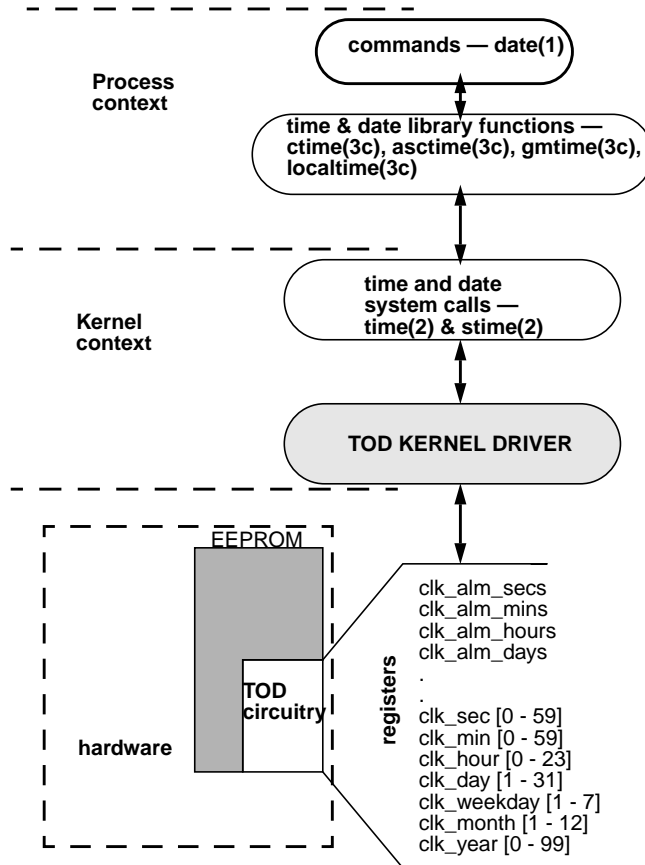 commands — date(1)
Process
context
time & date library functions —
ctime(3c), asctime(3c), gmtime(3c),
localtime(3c)
time and date
system calls —
time(2) & stime(2)
Kernel
context
TOD KERNEL DRIVER
EEPROM
TOD
circuitry
hardware
registers
clk_alm_secs
clk_alm_mins
clk_alm_hours
clk_alm_days
.
.
clk_sec [0 - 59]
clk_min [0 - 59]
clk_hour [0 - 23]
clk_day [1 - 31]
clk_weekday [1 - 7]
clk_month [1 - 12]
clk_year [0 - 99]